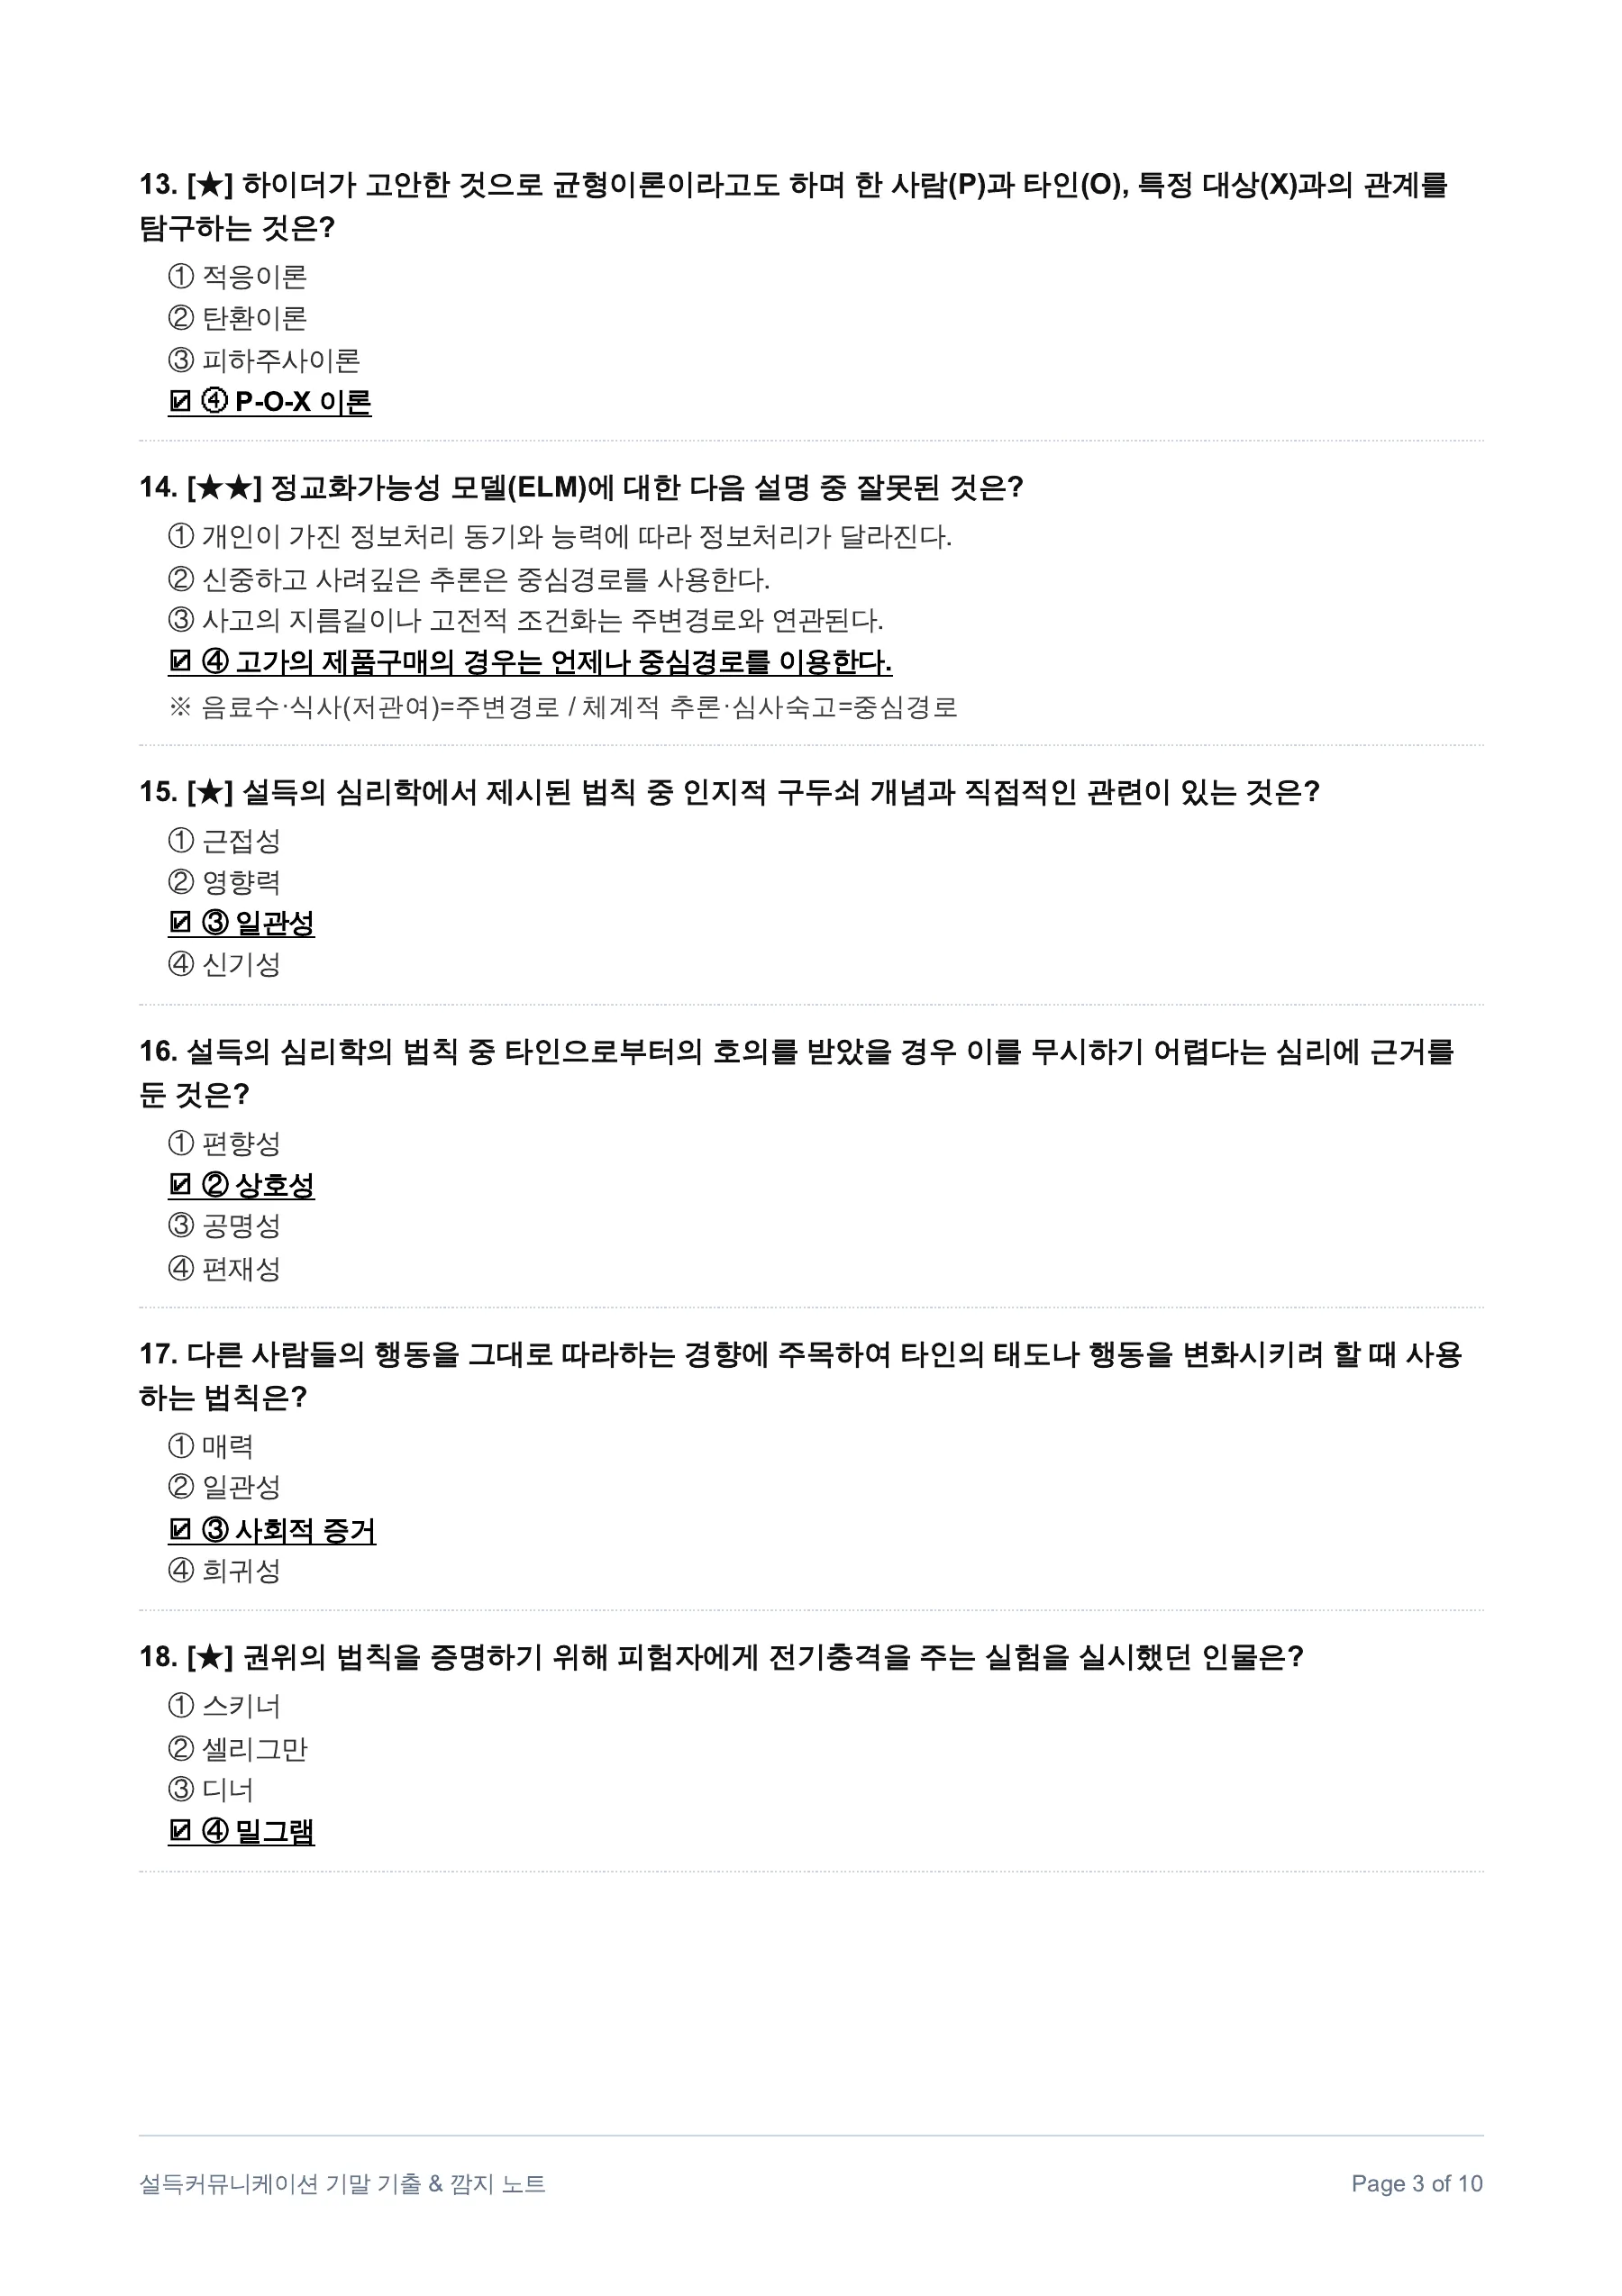 13. [★] 하이더가 고안한 것으로 균형이론이라고도 하며 한 사람(P)과 타인(O), 특정 대상(X)과의 관계를
탐구하는 것은?
① 적응이론
② 탄환이론
③ 피하주사이론
☑ ④ P-O-X 이론
14. [★★] 정교화가능성 모델(ELM)에 대한 다음 설명 중 잘못된 것은?
① 개인이 가진 정보처리 동기와 능력에 따라 정보처리가 달라진다.
② 신중하고 사려깊은 추론은 중심경로를 사용한다.
③ 사고의 지름길이나 고전적 조건화는 주변경로와 연관된다.
☑ ④ 고가의 제품구매의 경우는 언제나 중심경로를 이용한다.
※ 음료수·식사(저관여)=주변경로 / 체계적 추론·심사숙고=중심경로
15. [★] 설득의 심리학에서 제시된 법칙 중 인지적 구두쇠 개념과 직접적인 관련이 있는 것은?
① 근접성
② 영향력
☑ ③ 일관성
④ 신기성
16. 설득의 심리학의 법칙 중 타인으로부터의 호의를 받았을 경우 이를 무시하기 어렵다는 심리에 근거를
둔 것은?
① 편향성
☑ ② 상호성
③ 공명성
④ 편재성
17. 다른 사람들의 행동을 그대로 따라하는 경향에 주목하여 타인의 태도나 행동을 변화시키려 할 때 사용
하는 법칙은?
① 매력
② 일관성
☑ ③ 사회적 증거
④ 희귀성
18. [★] 권위의 법칙을 증명하기 위해 피험자에게 전기충격을 주는 실험을 실시했던 인물은?
① 스키너
② 셀리그만
③ 디너
☑ ④ 밀그램
설득커뮤니케이션 기말 기출 & 깜지 노트
Page 3 of 10